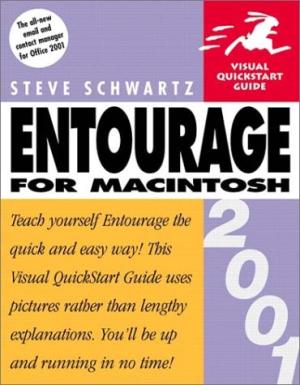 The all-new
email and
contact manager
for Office 2001
VISUAL
QUICKSTART
GUIDE
STEVE SCHWARTZ
ENTOURAGE
FOR MACINTOSH
2001
Teach yourself Entourage the
quick and easy way! This
Visual QuickStart Guide uses
pictures rather than lengthy
explanations. You'll be up
and running in no time!